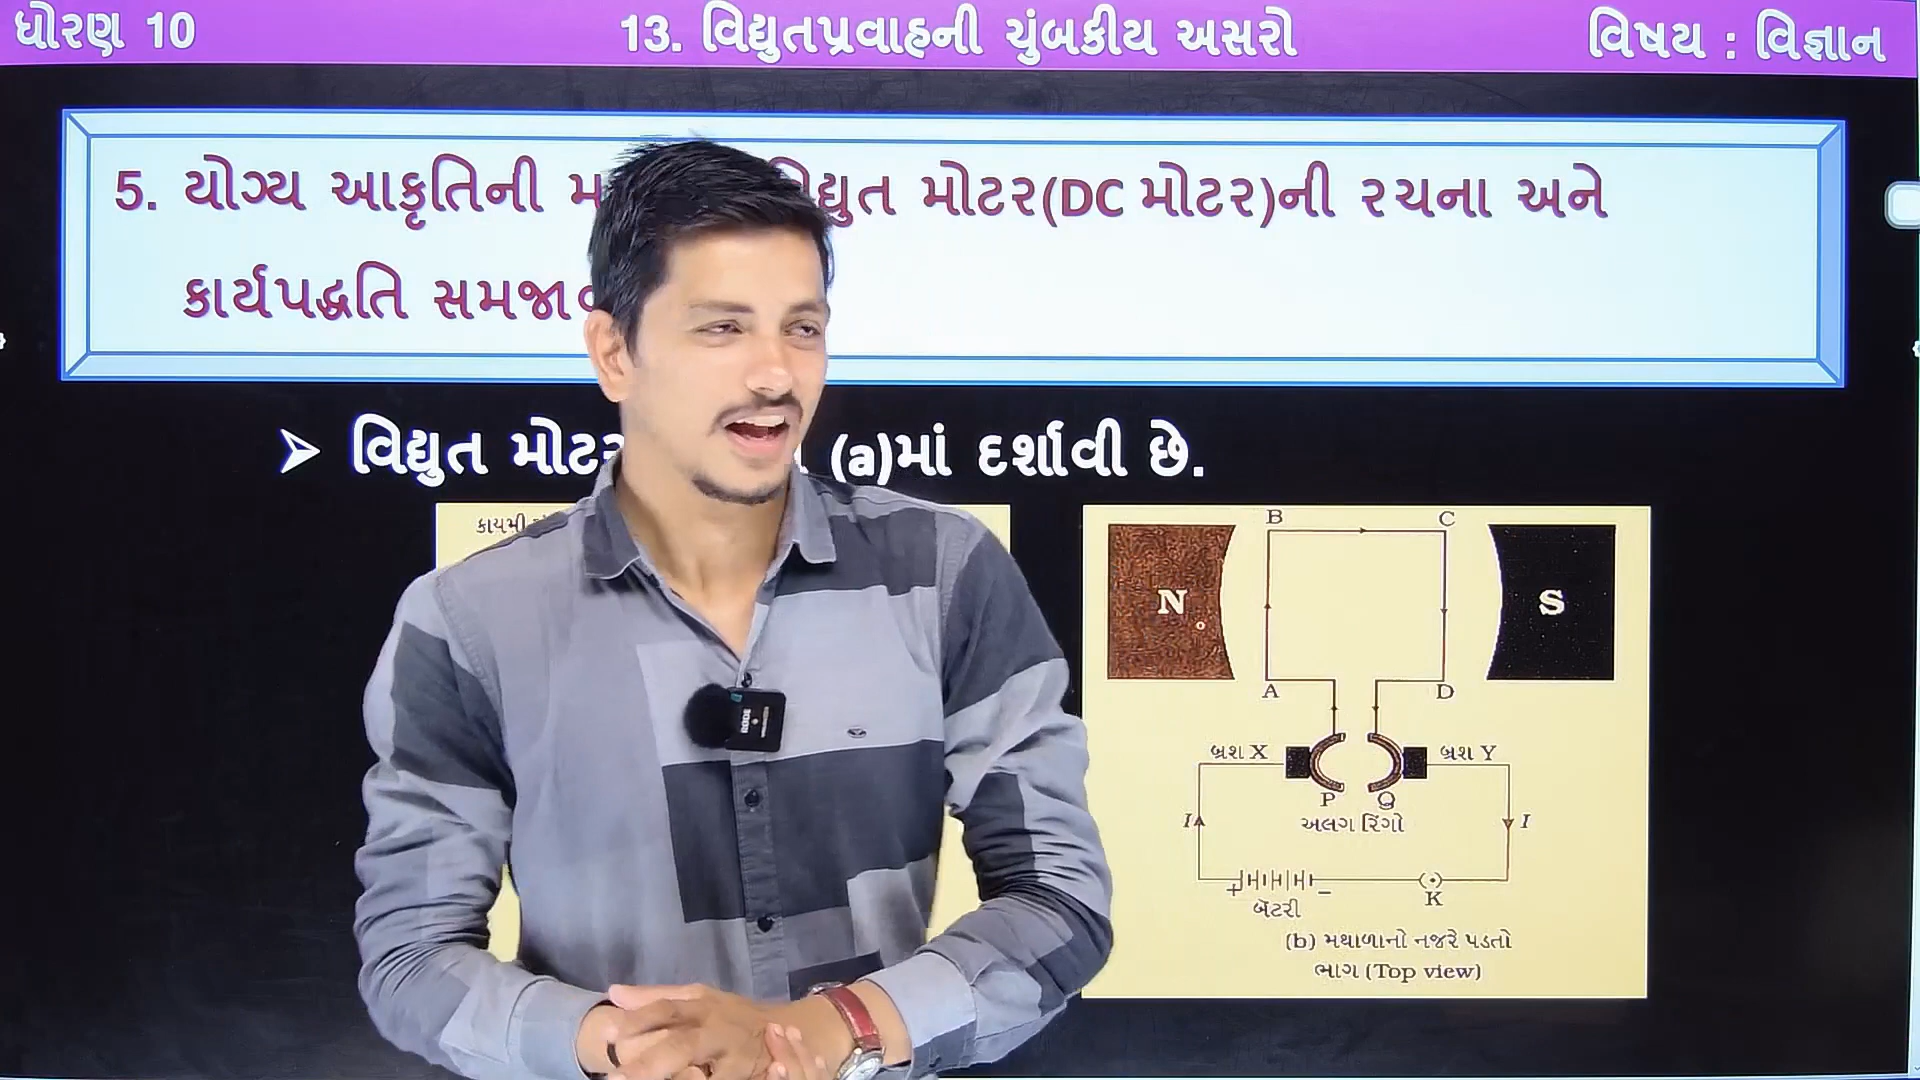 ધોરણ 10
13. વિદ્યુતપ્રવાહની ચુંબકીય અસરો
વિષય : વિજ્ઞાન
5. યોગ્ય આકૃતિની વિદ્યુત મોટર(DC મોટર)ની રચના અને
કાર્યપદ્ધતિ
➢ વિદ્યુત (a)માં દર્શાવી છે.
કાયમી
B C
N S
A D
બ્રશ X બ્રશ Y
P Q
અલગ રિંગો
I I
+ −
બૅટરી
K
(b) મથાળાનો નજરે પડતો
ભાગ (Top view)
RODE